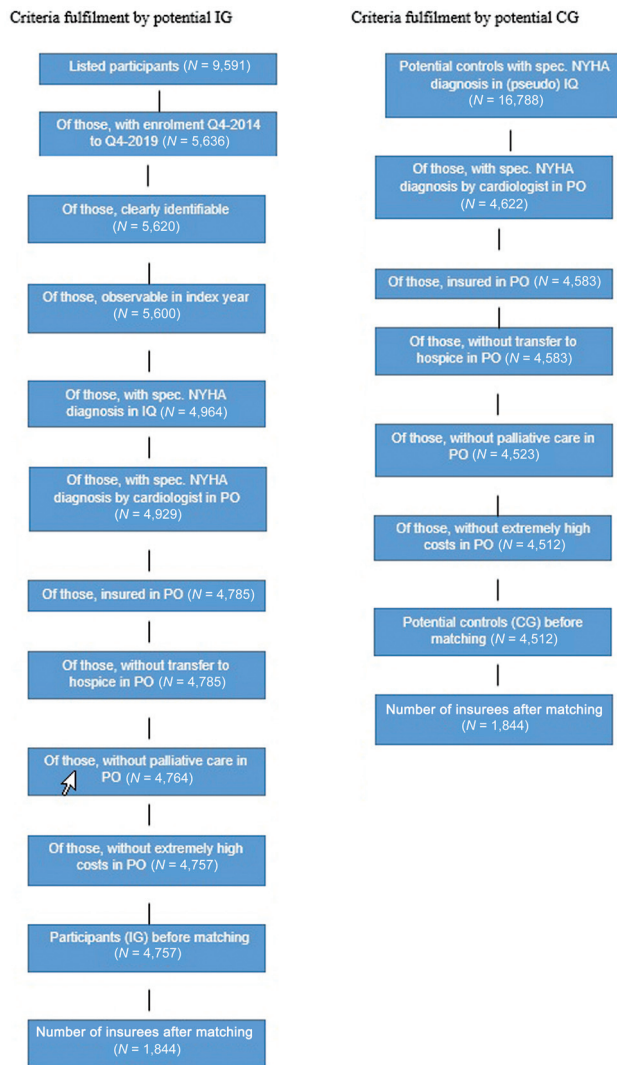 Criteria fulfilment by potential IG
Listed participants (N = 9,591)
Of those, with enrolment Q4-2014
to Q4-2019 (N = 5,636)
Of those, clearly identifiable
(N = 5,620)
Of those, observable in index year
(N = 5,600)
Of those, with spec. NYHA
diagnosis in IQ (N = 4,964)
Of those, with spec. NYHA
diagnosis by cardiologist in PO
(N = 4,929)
Of those, insured in PO (N = 4,785)
Of those, without transfer to
hospice in PO (N = 4,785)
Of those, without palliative care in
PO (N = 4,764)
Of those, without extremely high
costs in PO (N = 4,757)
Participants (IG) before matching
(N = 4,757)
Number of insurees after matching
(N = 1,844)
Criteria fulfilment by potential CG
Potential controls with spec. NYHA
diagnosis in (pseudo) IQ
(N = 16,788)
Of those, with spec. NYHA
diagnosis by cardiologist in PO
(N = 4,622)
Of those, insured in PO (N = 4,583)
Of those, without transfer to
hospice in PO (N = 4,583)
Of those, without palliative care in
PO (N = 4,523)
Of those, without extremely high
costs in PO (N = 4,512)
Potential controls (CG) before
matching (N = 4,512)
Number of insurees after matching
(N = 1,844)